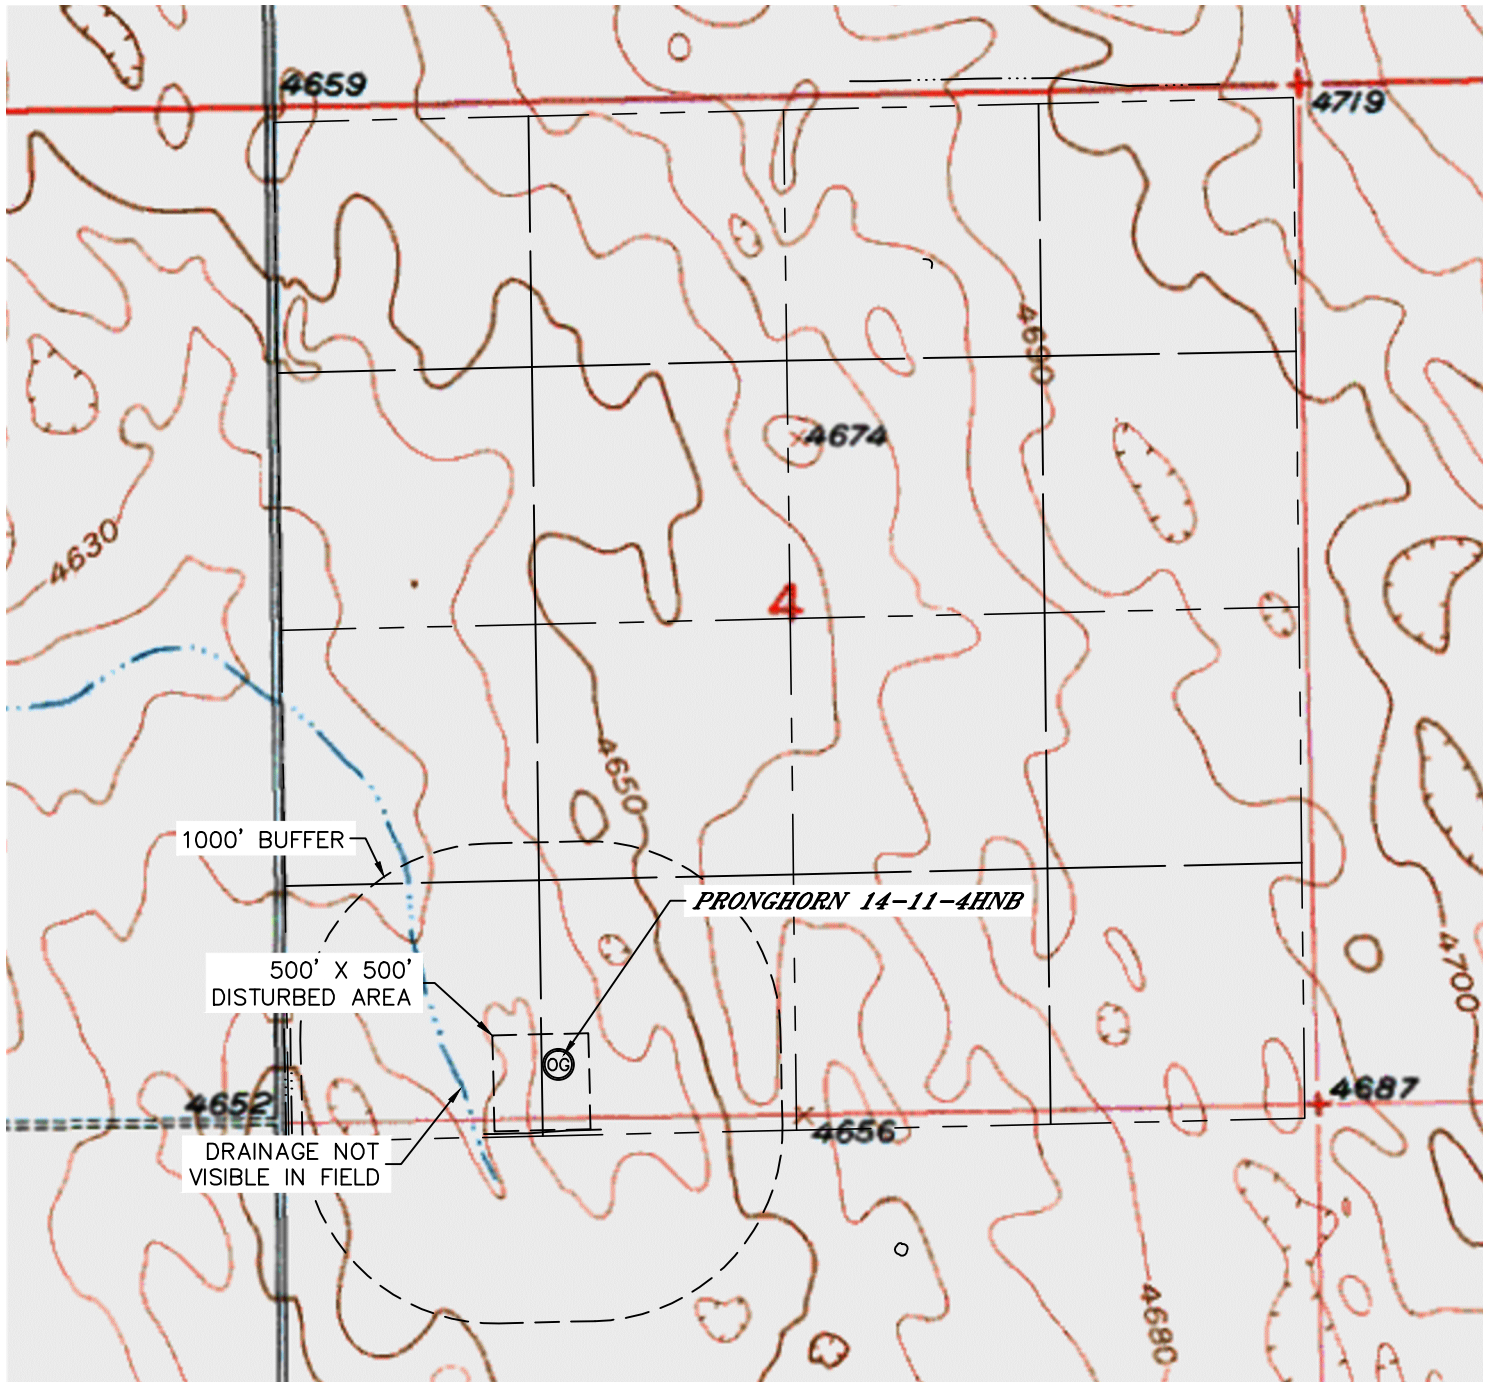 4659
4719
4690
4674
4630
4
4650
1000' BUFFER
PRONGHORN 14-11-4HNB
500' X 500'
DISTURBED AREA
4700
OG
4652
4687
4656
DRAINAGE NOT
VISIBLE IN FIELD
4680